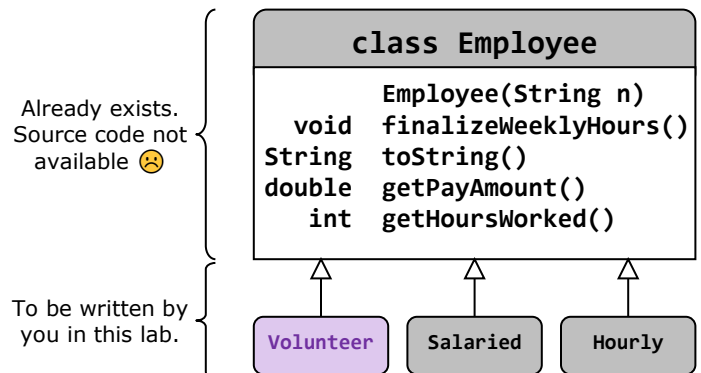 class Employee
Employee(String n)
void finalizeWeeklyHours()
String toString()
double getPayAmount()
int getHoursWorked()
Already exists.
Source code not
available ☹
To be written by
you in this lab.
Volunteer
Salaried
Hourly